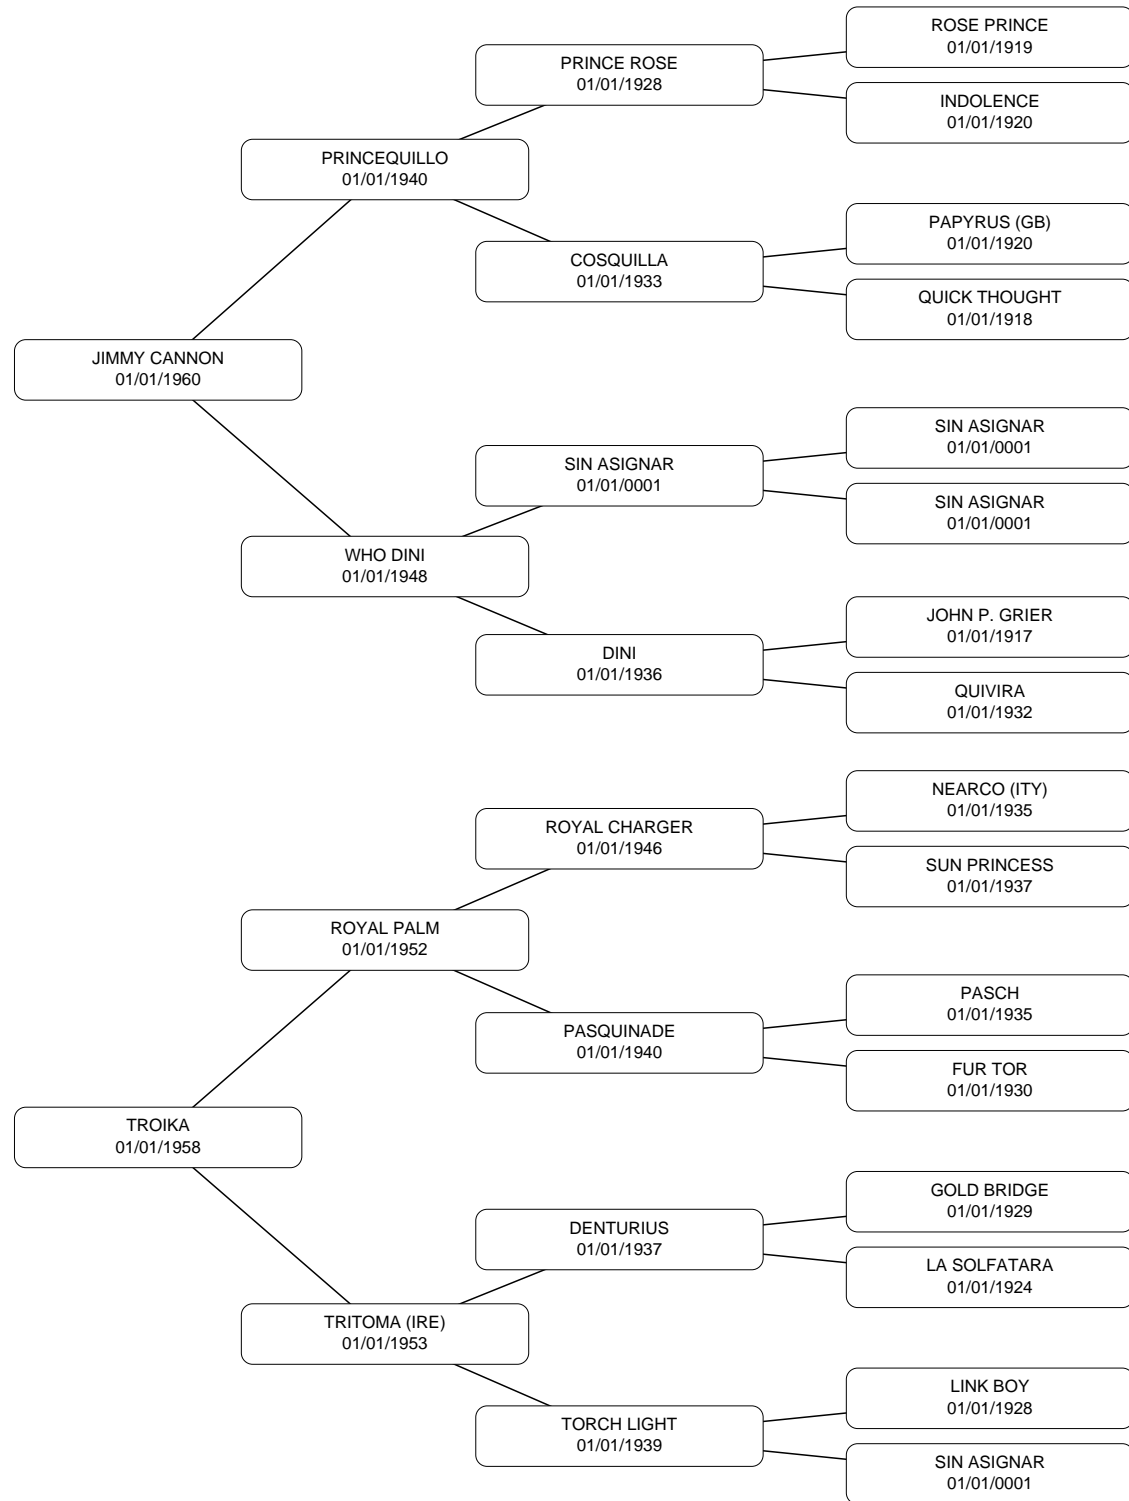 ROSE PRINCE
01/01/1919
PRINCE ROSE
01/01/1928
INDOLENCE
01/01/1920
PRINCEQUILLO
01/01/1940
PAPYRUS (GB)
01/01/1920
COSQUILLA
01/01/1933
QUICK THOUGHT
01/01/1918
JIMMY CANNON
01/01/1960
SIN ASIGNAR
01/01/0001
SIN ASIGNAR
01/01/0001
SIN ASIGNAR
01/01/0001
WHO DINI
01/01/1948
JOHN P. GRIER
01/01/1917
DINI
01/01/1936
QUIVIRA
01/01/1932
NEARCO (ITY)
01/01/1935
ROYAL CHARGER
01/01/1946
SUN PRINCESS
01/01/1937
ROYAL PALM
01/01/1952
PASCH
01/01/1935
PASQUINADE
01/01/1940
FUR TOR
01/01/1930
TROIKA
01/01/1958
GOLD BRIDGE
01/01/1929
DENTURIUS
01/01/1937
LA SOLFATARA
01/01/1924
TRITOMA (IRE)
01/01/1953
LINK BOY
01/01/1928
TORCH LIGHT
01/01/1939
SIN ASIGNAR
01/01/0001